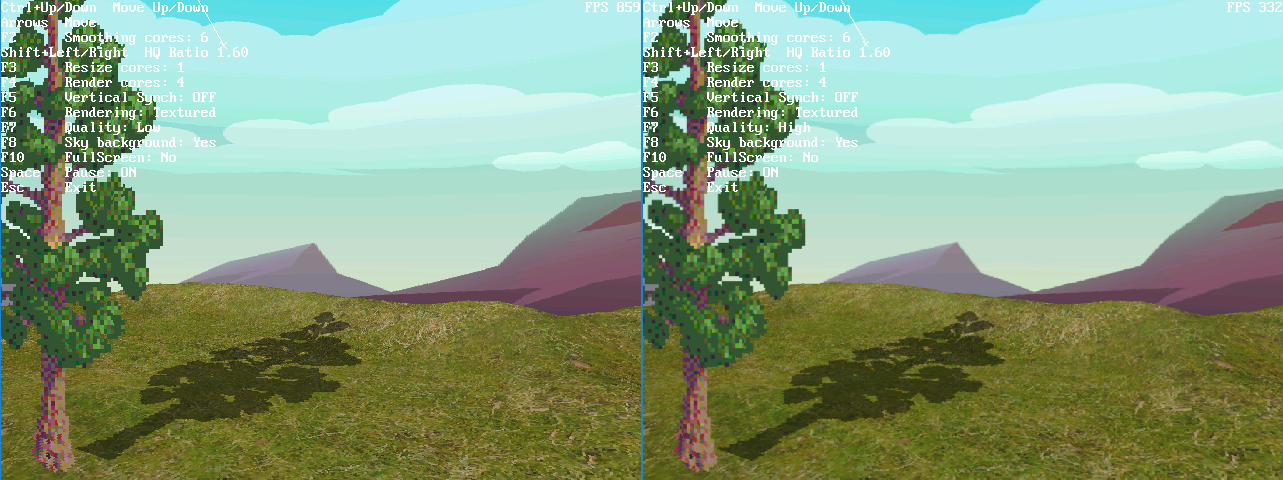 Ctrl+Up/Down Move Up/Down FPS 859
Arrows Move
F2 Smoothing cores: 6
Shift+Left/Right HQ Ratio 1.60
F3 Resize cores: 1
F4 Render cores: 4
F5 Vertical Synch: OFF
F6 Rendering: Textured
F7 Quality: Low
F8 Sky background: Yes
F10 FullScreen: No
Space Pause: ON
Esc Exit
Ctrl+Up/Down Move Up/Down FPS 332
Arrows Move
F2 Smoothing cores: 6
Shift+Left/Right HQ Ratio 1.60
F3 Resize cores: 1
F4 Render cores: 4
F5 Vertical Synch: OFF
F6 Rendering: Textured
F7 Quality: High
F8 Sky background: Yes
F10 FullScreen: No
Space Pause: ON
Esc Exit